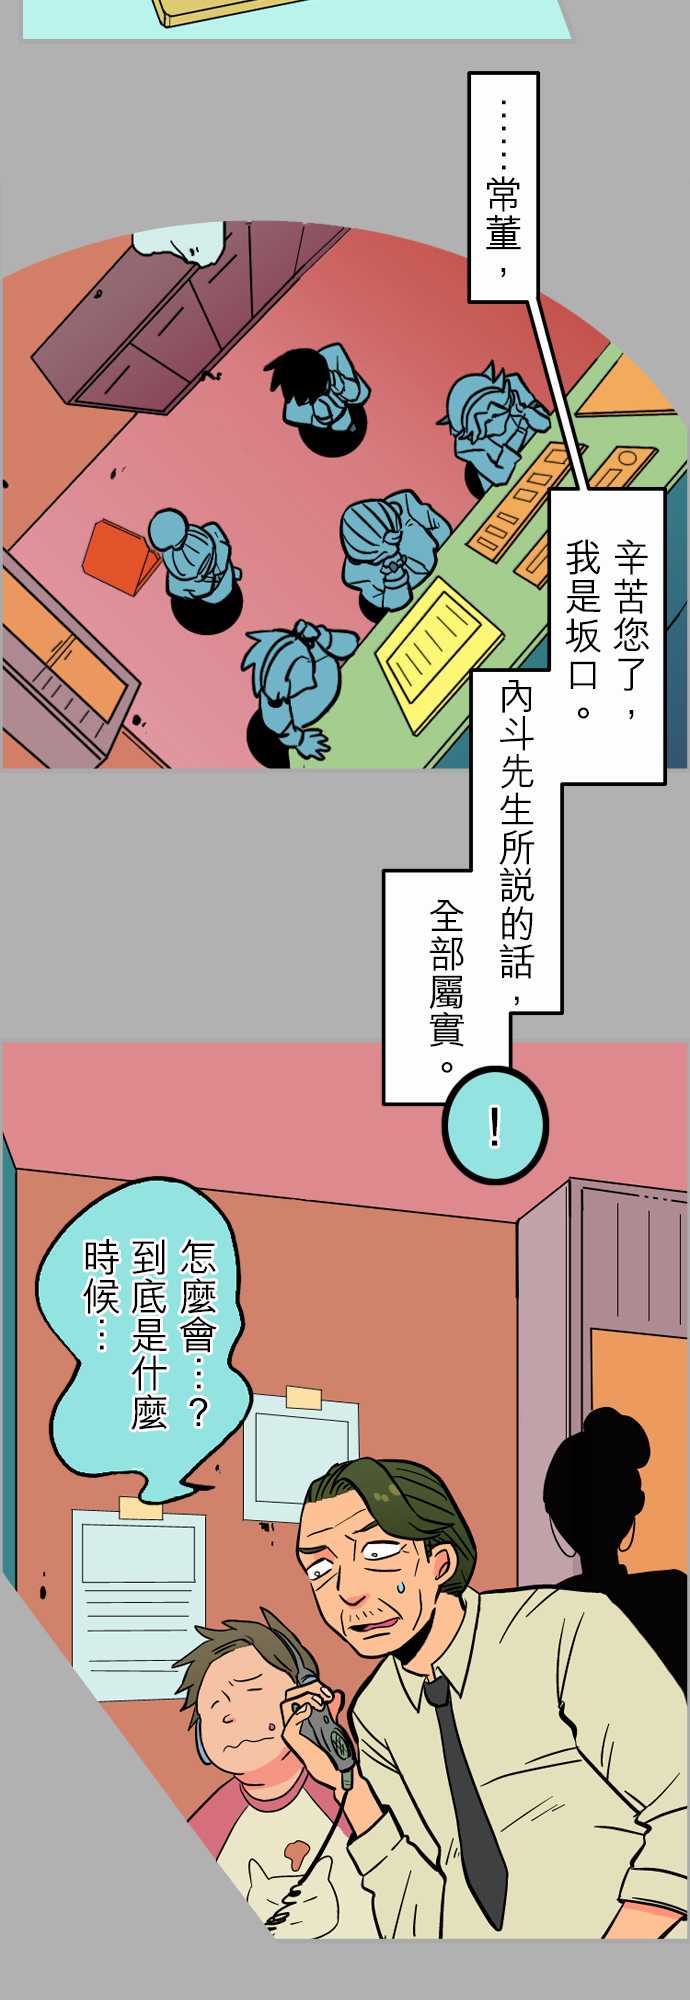 ……常董，
辛苦您了，
我是坂口。
內斗先生所說的話，
全部屬實。
！
怎麼會…？
到底是什麼
時候…